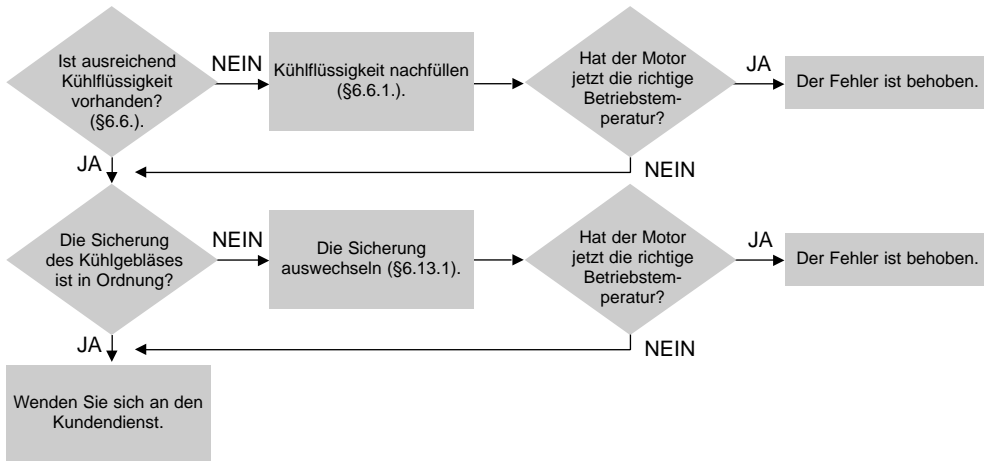 Ist ausreichend
Kühlflüssigkeit
vorhanden?
(§6.6.).
NEIN
Kühlflüssigkeit nachfüllen
(§6.6.1.).
Hat der Motor
jetzt die richtige
Betriebstem-
peratur?
JA
Der Fehler ist behoben.
JA
NEIN
Die Sicherung
des Kühlgebläses
ist in Ordnung?
NEIN
Die Sicherung
auswechseln (§6.13.1).
Hat der Motor
jetzt die richtige
Betriebstem-
peratur?
JA
Der Fehler ist behoben.
JA
NEIN
Wenden Sie sich an den
Kundendienst.